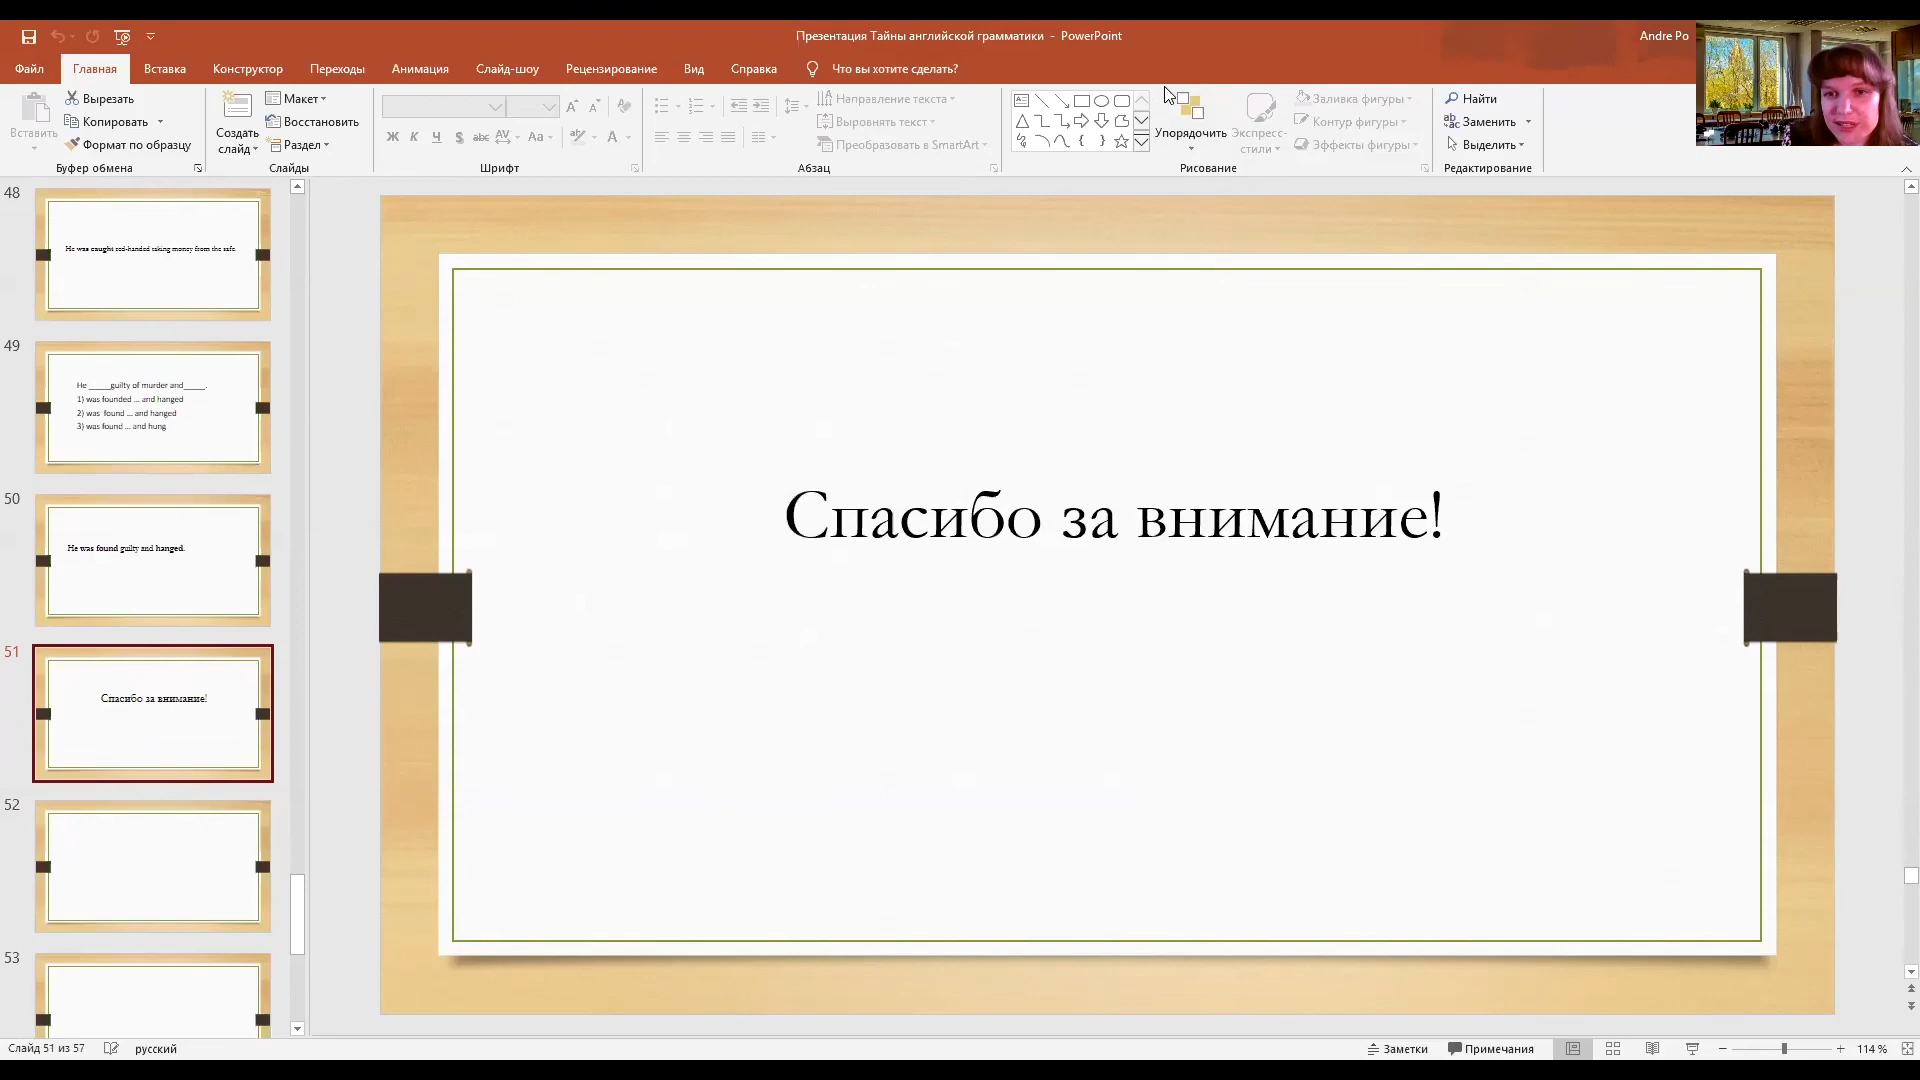 Презентация Тайны английской грамматики - PowerPoint
Andre Po
Файл
Главная
Вставка
Конструктор
Переходы
Анимация
Слайд-шоу
Рецензирование
Вид
Справка
Что вы хотите сделать?
Вставить
Вырезать
Копировать
Формат по образцу
Буфер обмена
Создать
слайд
Макет
Восстановить
Раздел
Слайды
Ж К Ч S abc AV Aa A
Шрифт
Направление текста
Выровнять текст
Преобразовать в SmartArt
Абзац
Упорядочить
Экспресс-
стили
Заливка фигуры
Контур фигуры
Эффекты фигуры
Рисование
Найти
Заменить
Выделить
Редактирование
48
He was caught red-handed taking money from the safe.
49
He _____guilty of murder and_____.
1) was founded ... and hanged
2) was found ... and hanged
3) was found ... and hung
50
He was found guilty and hanged.
51
Спасибо за внимание!
52
53
Спасибо за внимание!
Слайд 51 из 57
русский
Заметки
Примечания
114 %